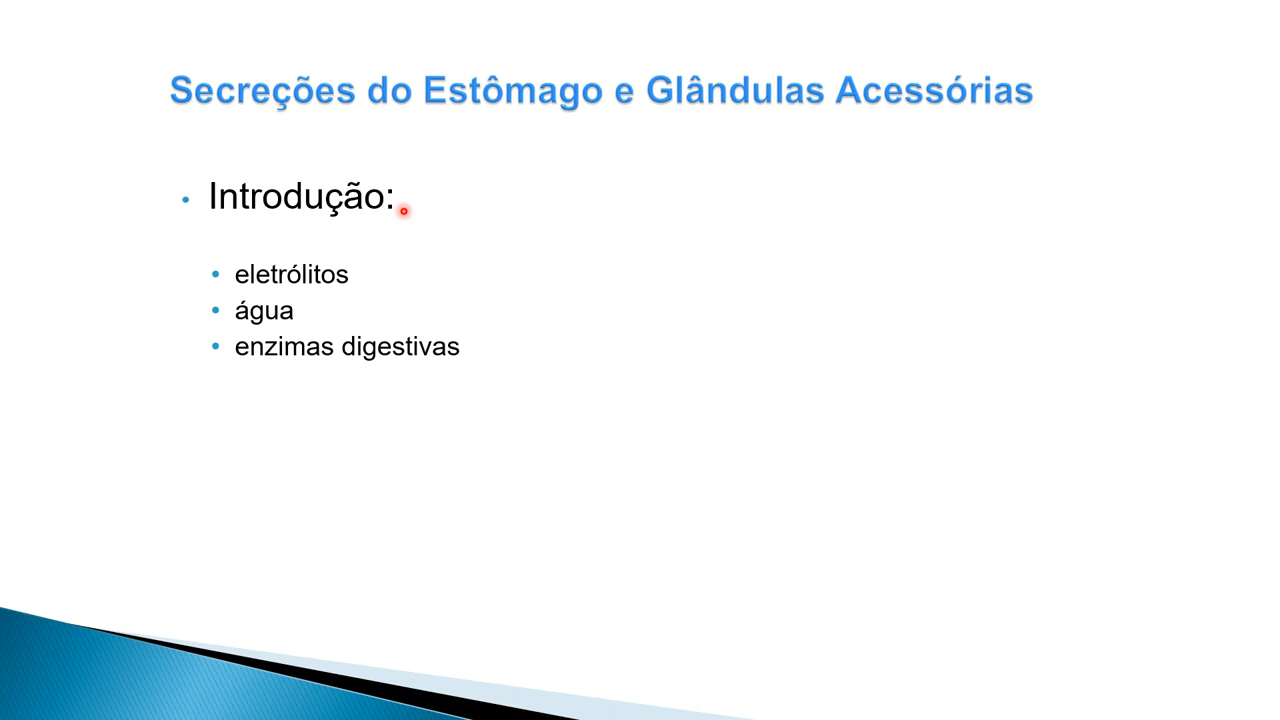 Secreções do Estômago e Glândulas Acessórias
• Introdução:
• eletrólitos
• água
• enzimas digestivas